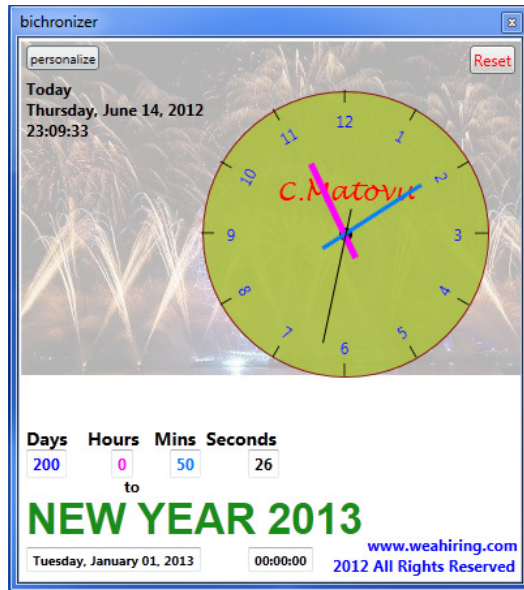 bichronizer
personalize
Reset
Today
Thursday, June 14, 2012
23:09:33
12
1
2
3
4
5
6
7
8
9
10
11
C.Matovu
Days Hours Mins Seconds
200 0 50 26
to
NEW YEAR 2013
www.weahiring.com
Tuesday, January 01, 2013 00:00:00
2012 All Rights Reserved